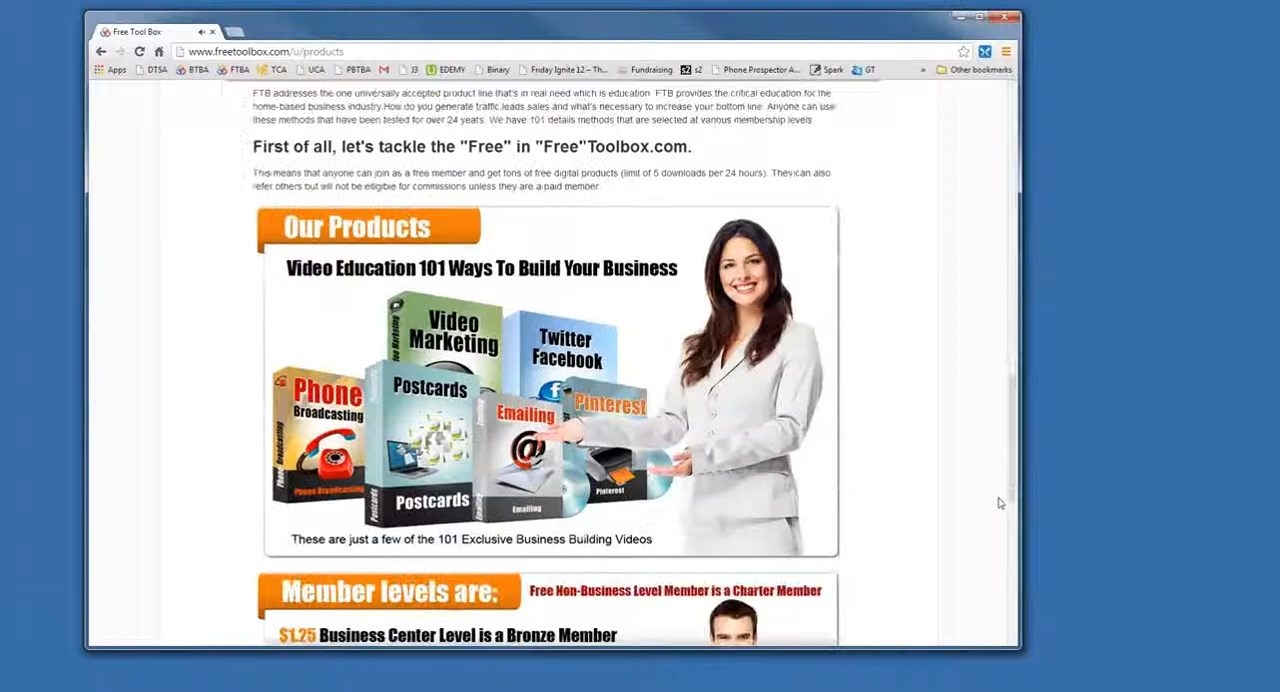 Free Tool Box
www.freetoolbox.com/u/products
Apps DTSA BTBA FTBA TCA UCA PBTBA J3 EDEMY Binary Friday Ignite 12 – Th... Fundraising s2 Phone Prospector A... Spark GT » Other bookmarks
FTB addresses the one universally accepted product line that's in real need which is education. FTB provides the critical education for the
home-based business industry.How do you generate traffic,leads,sales and what's necessary to increase your bottom line. Anyone can use
these methods that have been tested for over 24 years. We have 101 details methods that are selected at various membership levels
First of all, let's tackle the "Free" in "Free"Toolbox.com.
This means that anyone can join as a free member and get tons of free digital products (limit of 5 downloads per 24 hours). They can also
refer others but will not be eligible for commissions unless they are a paid member.
Our Products
Video Education 101 Ways To Build Your Business
Video
Marketing
Twitter
Facebook
Phone
Broadcasting
Phone Broadcasting
Phone Broadcasting
Postcards
Postcards
Postcards
Emailing
@
Emailing
Emailing
Pinterest
Pinterest
These are just a few of the 101 Exclusive Business Building Videos
Member levels are:
Free Non-Business Level Member is a Charter Member
$1.25 Business Center Level is a Bronze Member